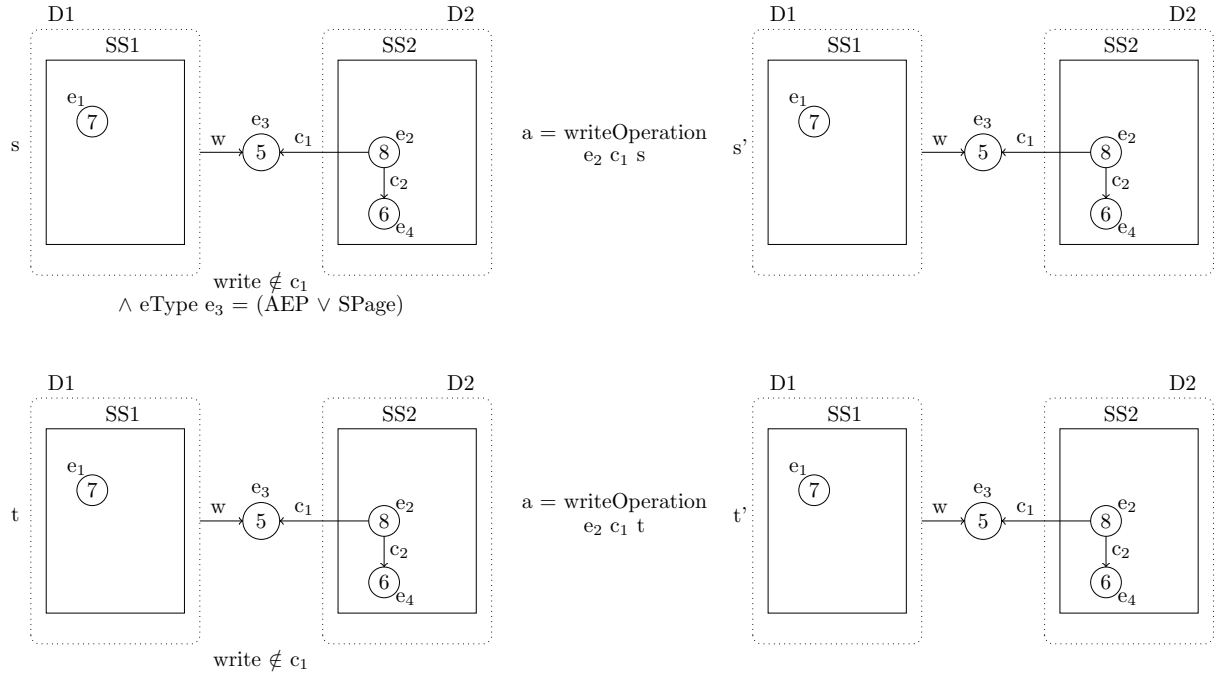 D1 D2 D1 D2
SS1 SS2 SS1 SS2
e₁ 7 e₁ 7
s w e₃ 5 c₁ e₂ 8 a = writeOperation s' w e₃ 5 c₁ e₂ 8
e₂ c₁ s
c₂ c₂
6 e₄ 6 e₄
write ∉ c₁
∧ eType e₃ = (AEP ∨ SPage)
D1 D2 D1 D2
SS1 SS2 SS1 SS2
e₁ 7 e₁ 7
t w e₃ 5 c₁ e₂ 8 a = writeOperation t' w e₃ 5 c₁ e₂ 8
e₂ c₁ t
c₂ c₂
6 e₄ 6 e₄
write ∉ c₁